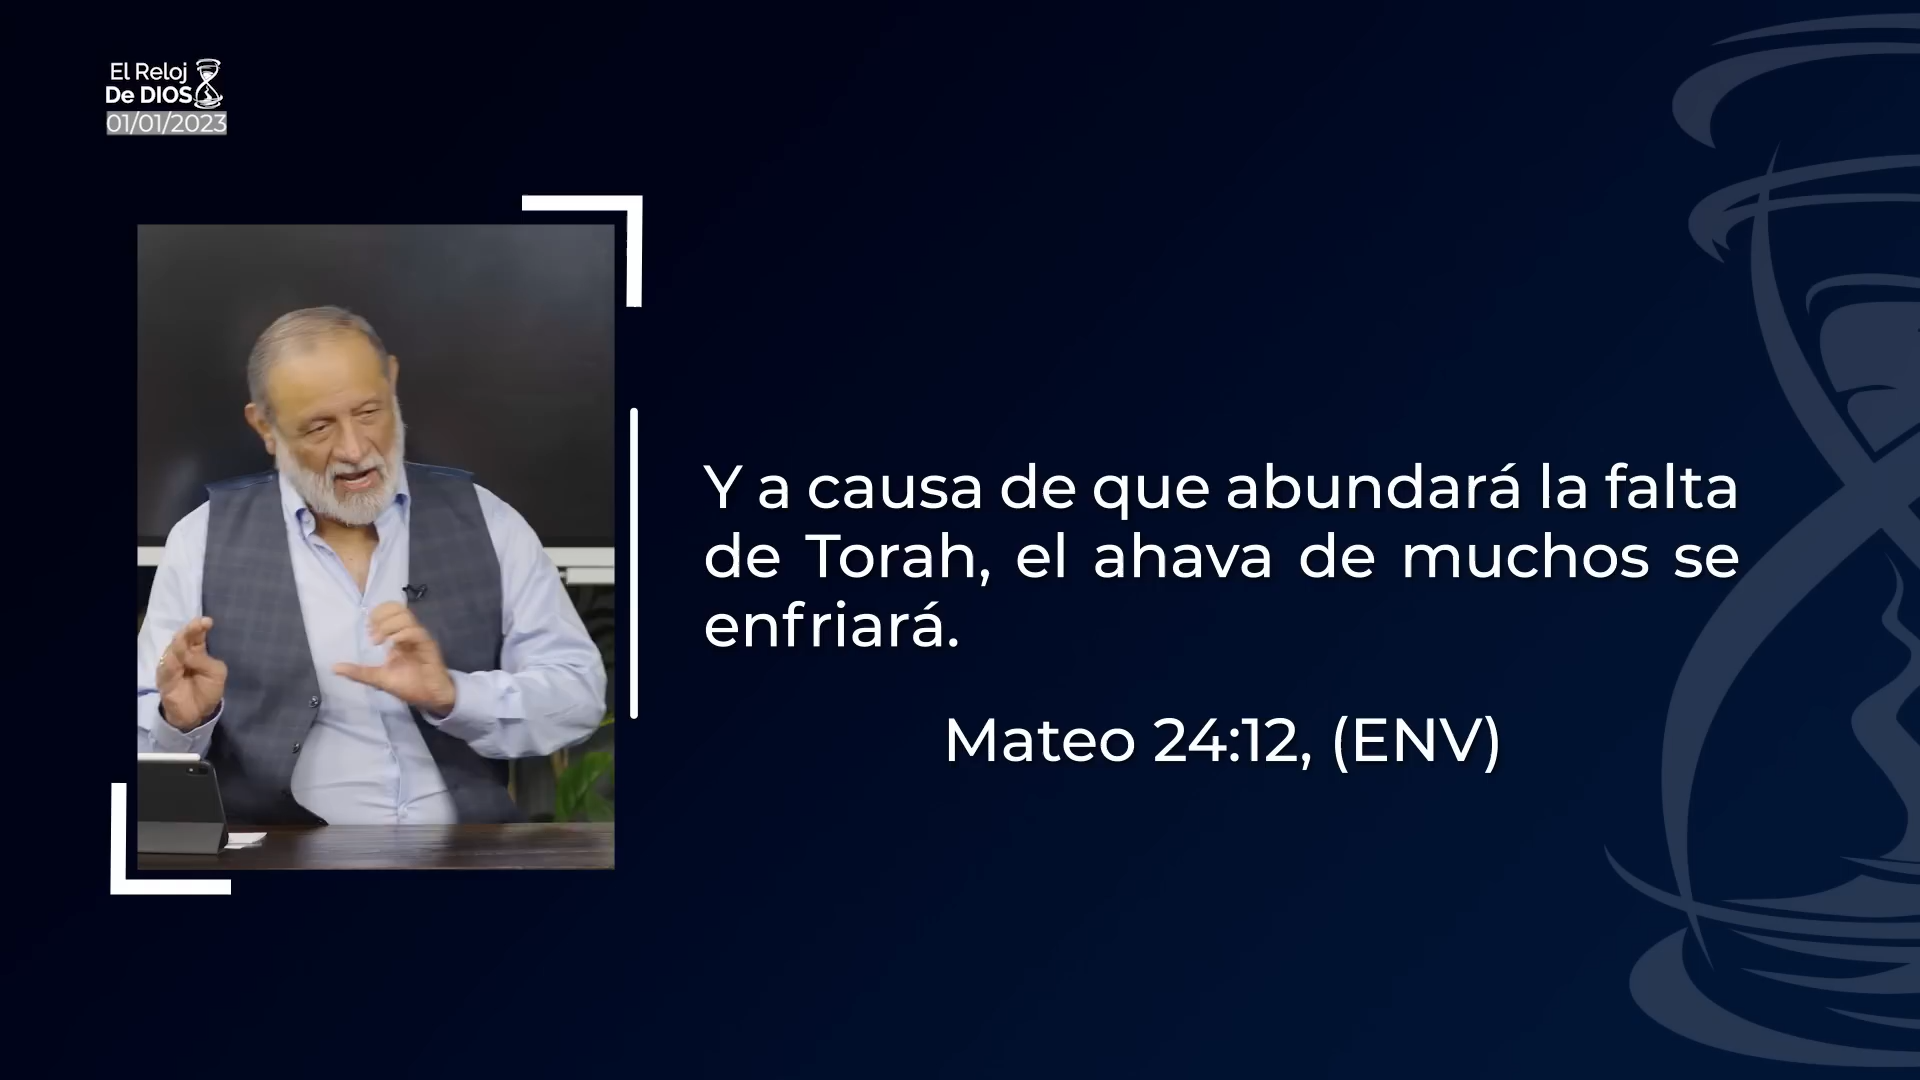 El Reloj
De DIOS
01/01/2023
Y a causa de que abundará la falta
de Torah, el ahava de muchos se
enfriará.
Mateo 24:12, (ENV)